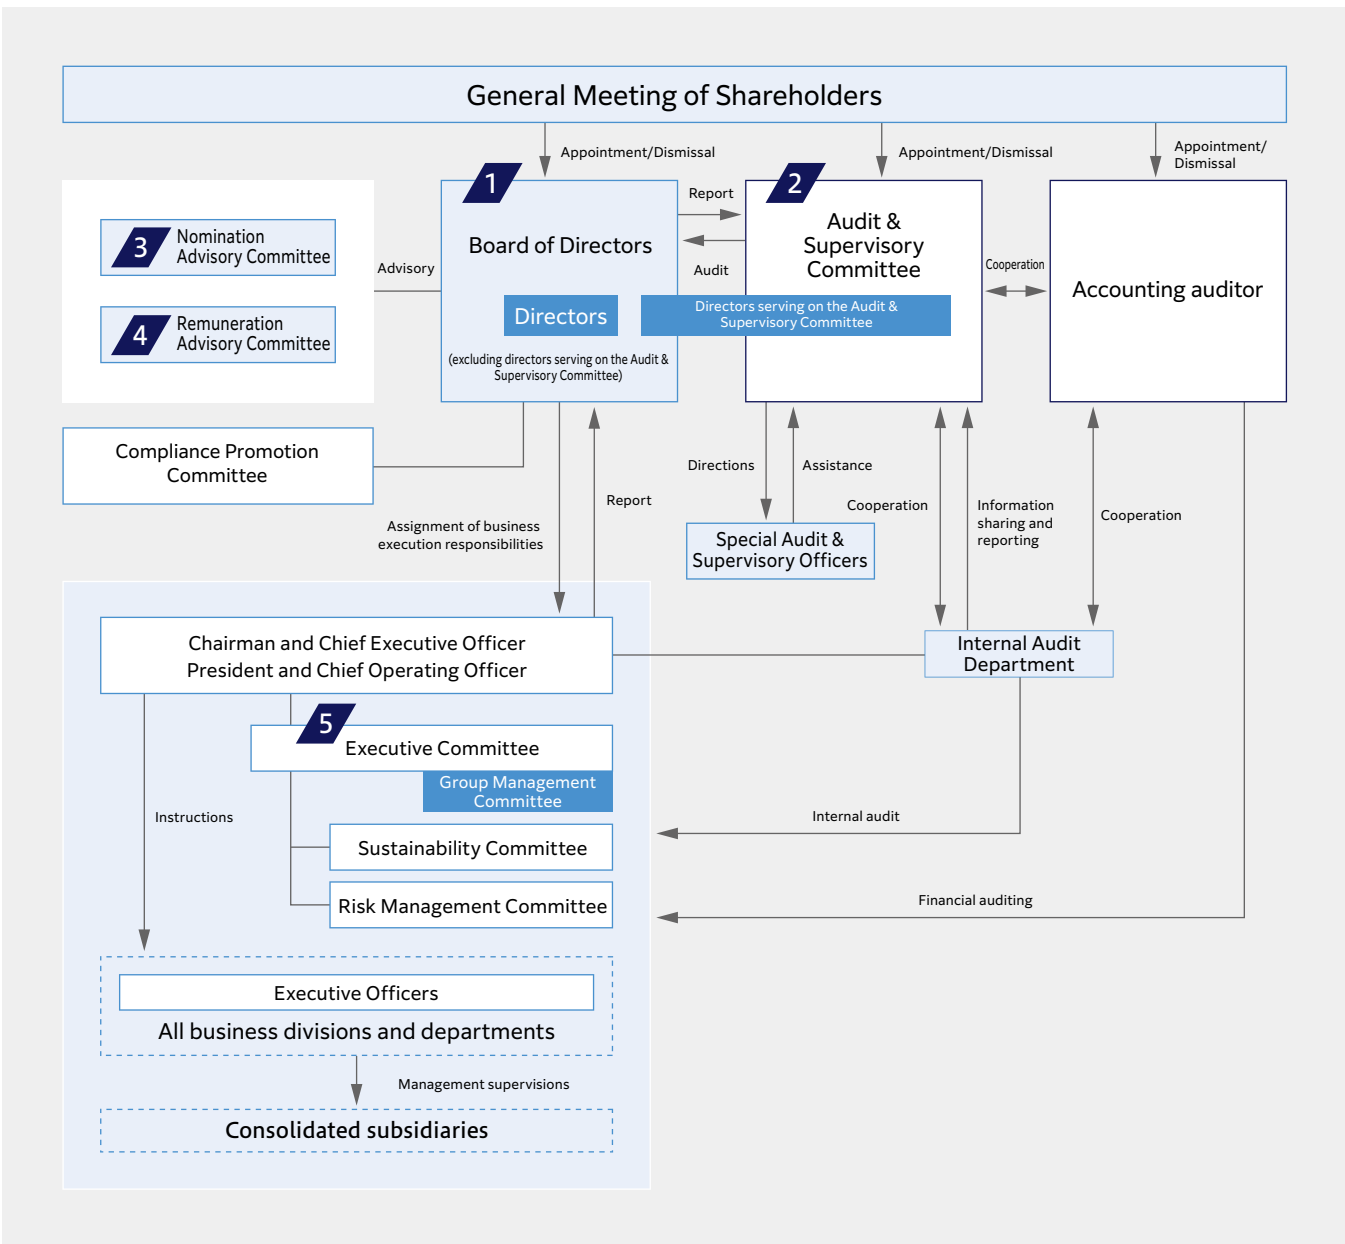 General Meeting of Shareholders
Appointment/Dismissal
Appointment/Dismissal
Appointment/
Dismissal
1
Board of Directors
Directors
(excluding directors serving on the Audit &
Supervisory Committee)
Report
Audit
2
Audit &
Supervisory
Committee
Directors serving on the Audit &
Supervisory Committee
Cooperation
Accounting auditor
3
Nomination
Advisory Committee
4
Remuneration
Advisory Committee
Advisory
Compliance Promotion
Committee
Assignment of business
execution responsibilities
Report
Directions
Assistance
Special Audit &
Supervisory Officers
Cooperation
Information
sharing and
reporting
Cooperation
Internal Audit
Department
Chairman and Chief Executive Officer
President and Chief Operating Officer
5
Executive Committee
Group Management
Committee
Instructions
Sustainability Committee
Risk Management Committee
Internal audit
Financial auditing
Executive Officers
All business divisions and departments
Management supervisions
Consolidated subsidiaries